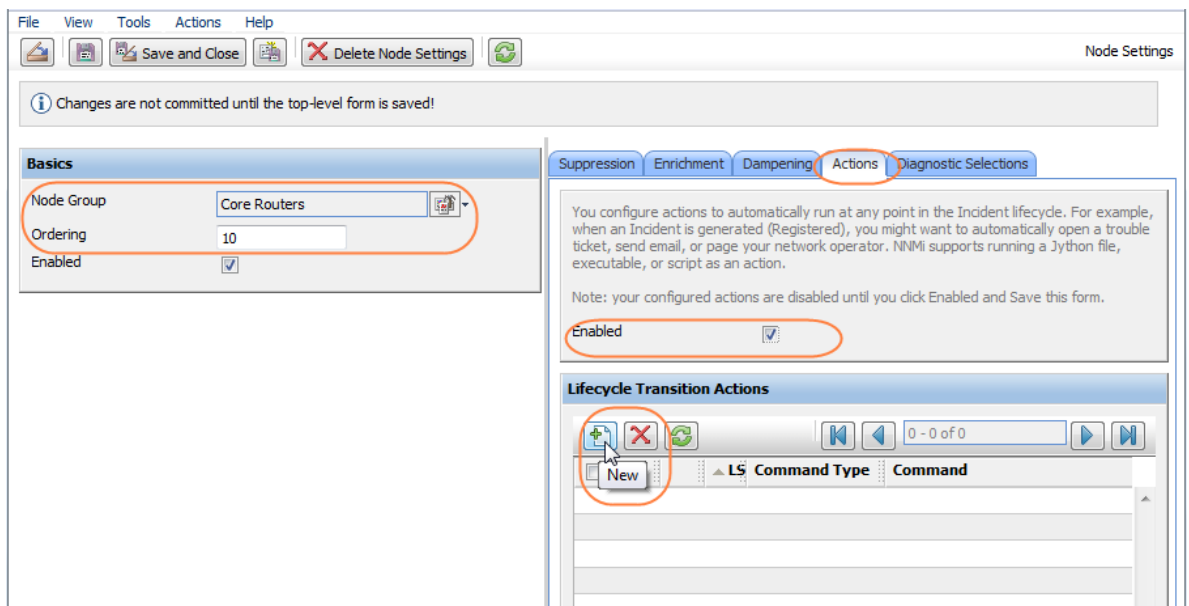 File View Tools Actions Help
Save and Close Delete Node Settings Node Settings
Changes are not committed until the top-level form is saved!
Basics
Node Group Core Routers
Ordering 10
Enabled
Suppression Enrichment Dampening Actions Diagnostic Selections
You configure actions to automatically run at any point in the Incident lifecycle. For example,
when an Incident is generated (Registered), you might want to automatically open a trouble
ticket, send email, or page your network operator. NNMi supports running a Jython file,
executable, or script as an action.
Note: your configured actions are disabled until you click Enabled and Save this form.
Enabled
Lifecycle Transition Actions
0 - 0 of 0
LS Command Type Command
New